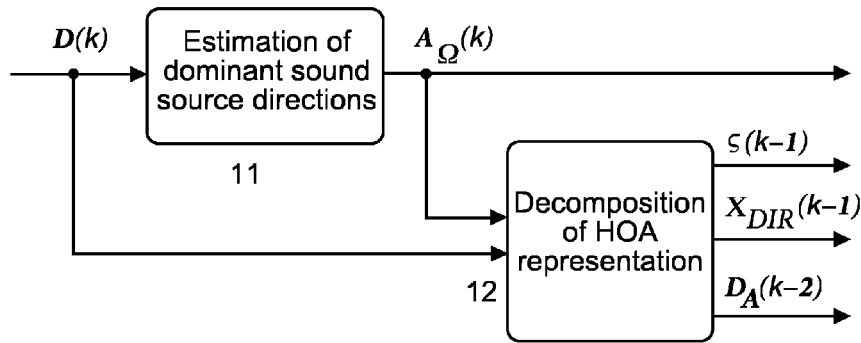 D(k)
Estimation of
dominant sound
source directions
A_Ω(k)
11
ς(k−1)
Decomposition
of HOA
representation
X_DIR(k−1)
12
D_A(k−2)